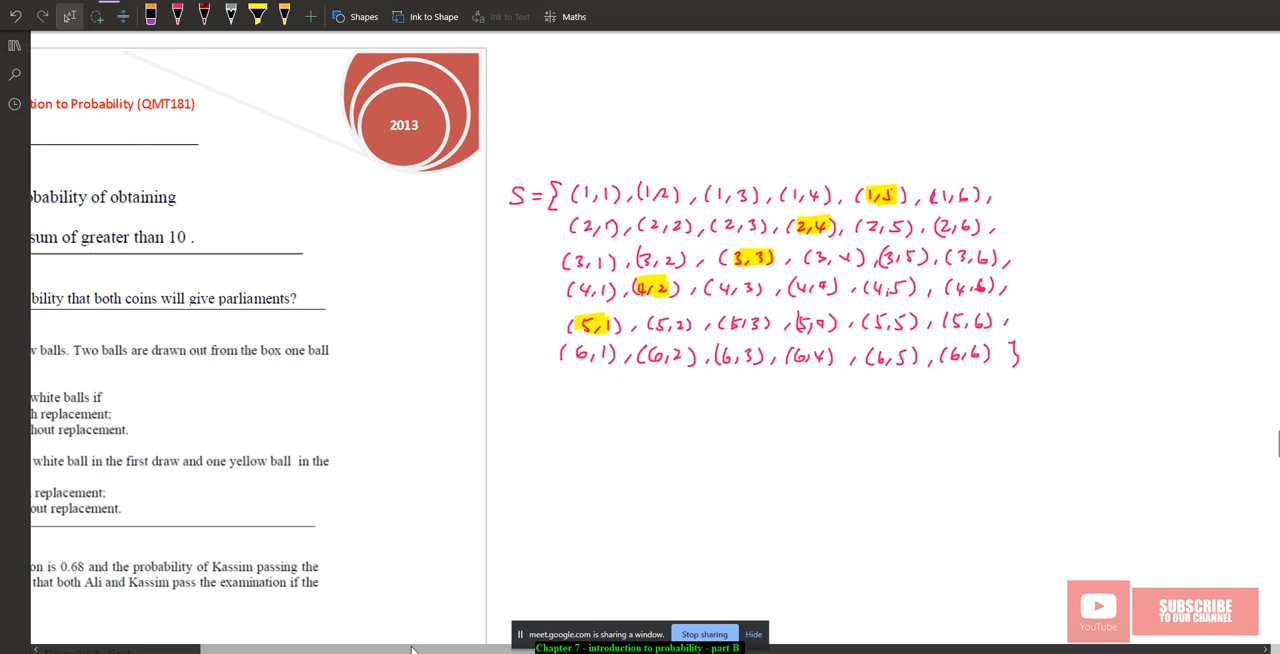 Shapes Ink to Shape Ink to Text Maths
tion to Probability (QMT181)
2013
obability of obtaining
sum of greater than 10 .
bility that both coins will give parliaments?
w balls. Two balls are drawn out from the box one ball
white balls if
h replacement;
hout replacement.
white ball in the first draw and one yellow ball in the
replacement;
out replacement.
on is 0.68 and the probability of Kassim passing the
that both Ali and Kassim pass the examination if the
S = { (1,1) , (1,2) , (1,3) , (1,4) , (1,5) , (1,6) ,
(2,1) , (2,2) , (2,3) , (2,4) , (2,5) , (2,6) ,
(3,1) , (3,2) , (3,3) , (3,4) , (3,5) , (3,6) ,
(4,1) , (4,2) , (4,3) , (4,4) , (4,5) , (4,6) ,
(5,1) , (5,2) , (5,3) , (5,4) , (5,5) , (5,6) ,
(6,1) , (6,2) , (6,3) , (6,4) , (6,5) , (6,6) }
YouTube
SUBSCRIBE
TO OUR CHANNEL
meet.google.com is sharing a window. Stop sharing Hide
Chapter 7 - introduction to probability - part B